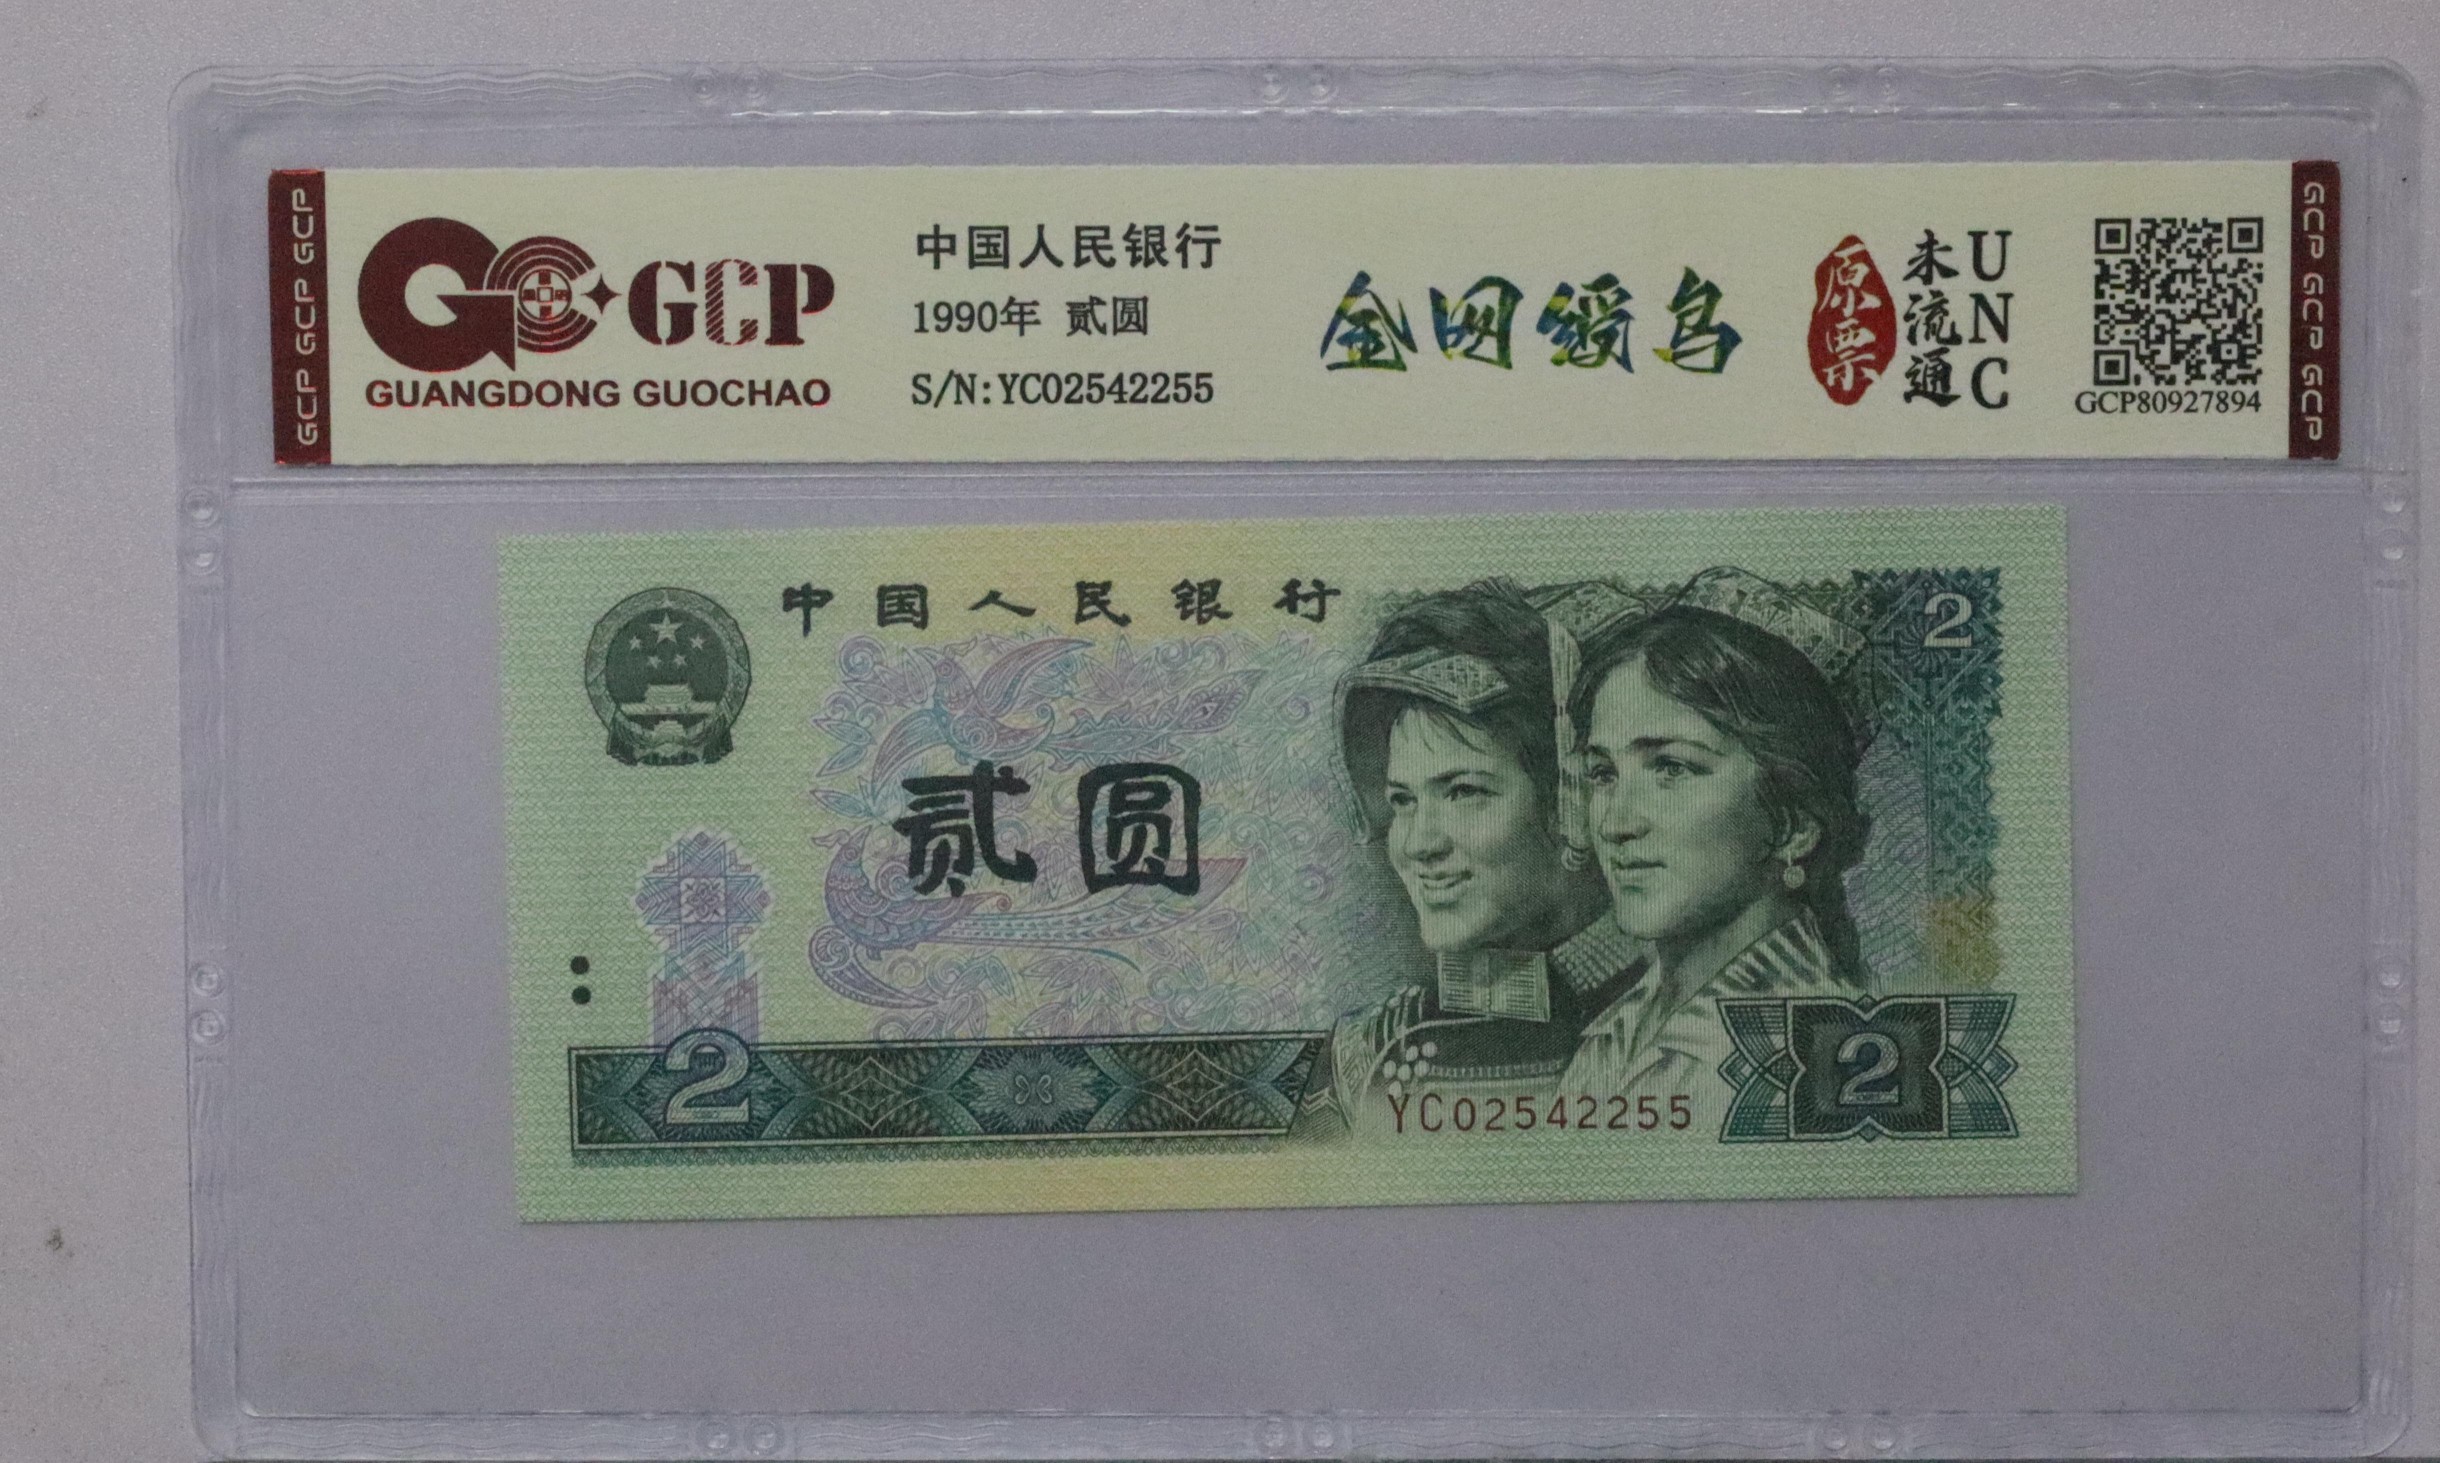 GCP GCP GCP
GCP
GUANGDONG GUOCHAO
中国人民银行
1990年 贰圆
S/N:YC02542255
金网绶鸟
原票
未流通
UNC
GCP80927894
GCP GCP GCP
中国人民银行
2
贰圆
2
YC02542255
2